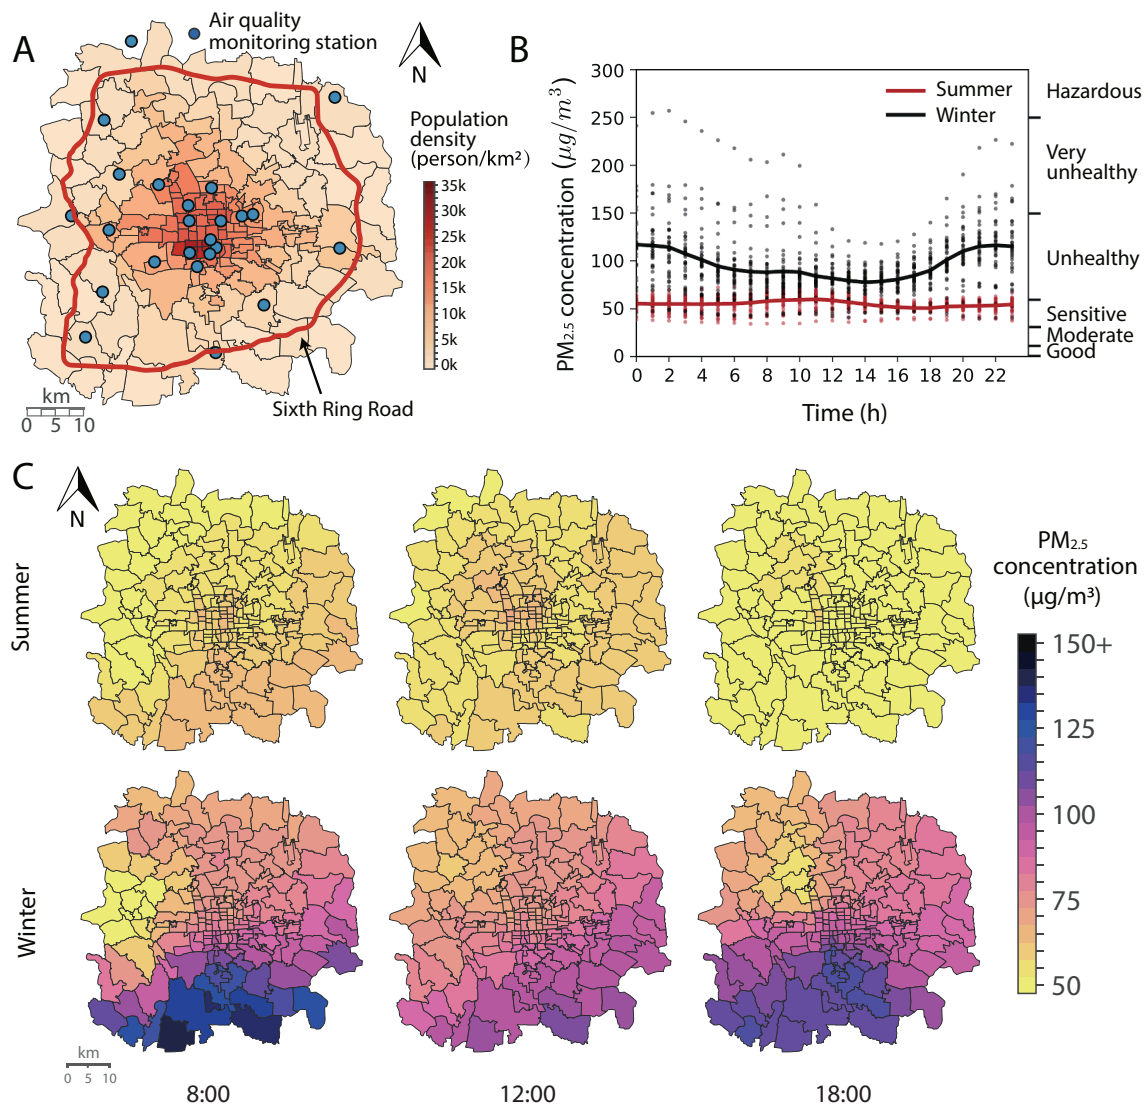 A
Air quality
monitoring station
N
Population
density
(person/km²)
35k
30k
25k
20k
15k
10k
5k
0k
km
0 5 10
Sixth Ring Road
B
PM2.5 concentration (μg/m³)
300
250
200
150
100
50
0
Summer
Winter
Hazardous
Very
unhealthy
Unhealthy
Sensitive
Moderate
Good
0 2 4 6 8 10 12 14 16 18 20 22
Time (h)
C
N
Summer
Winter
PM2.5
concentration
(μg/m³)
150+
125
100
75
50
km
0 5 10
8:00 12:00 18:00